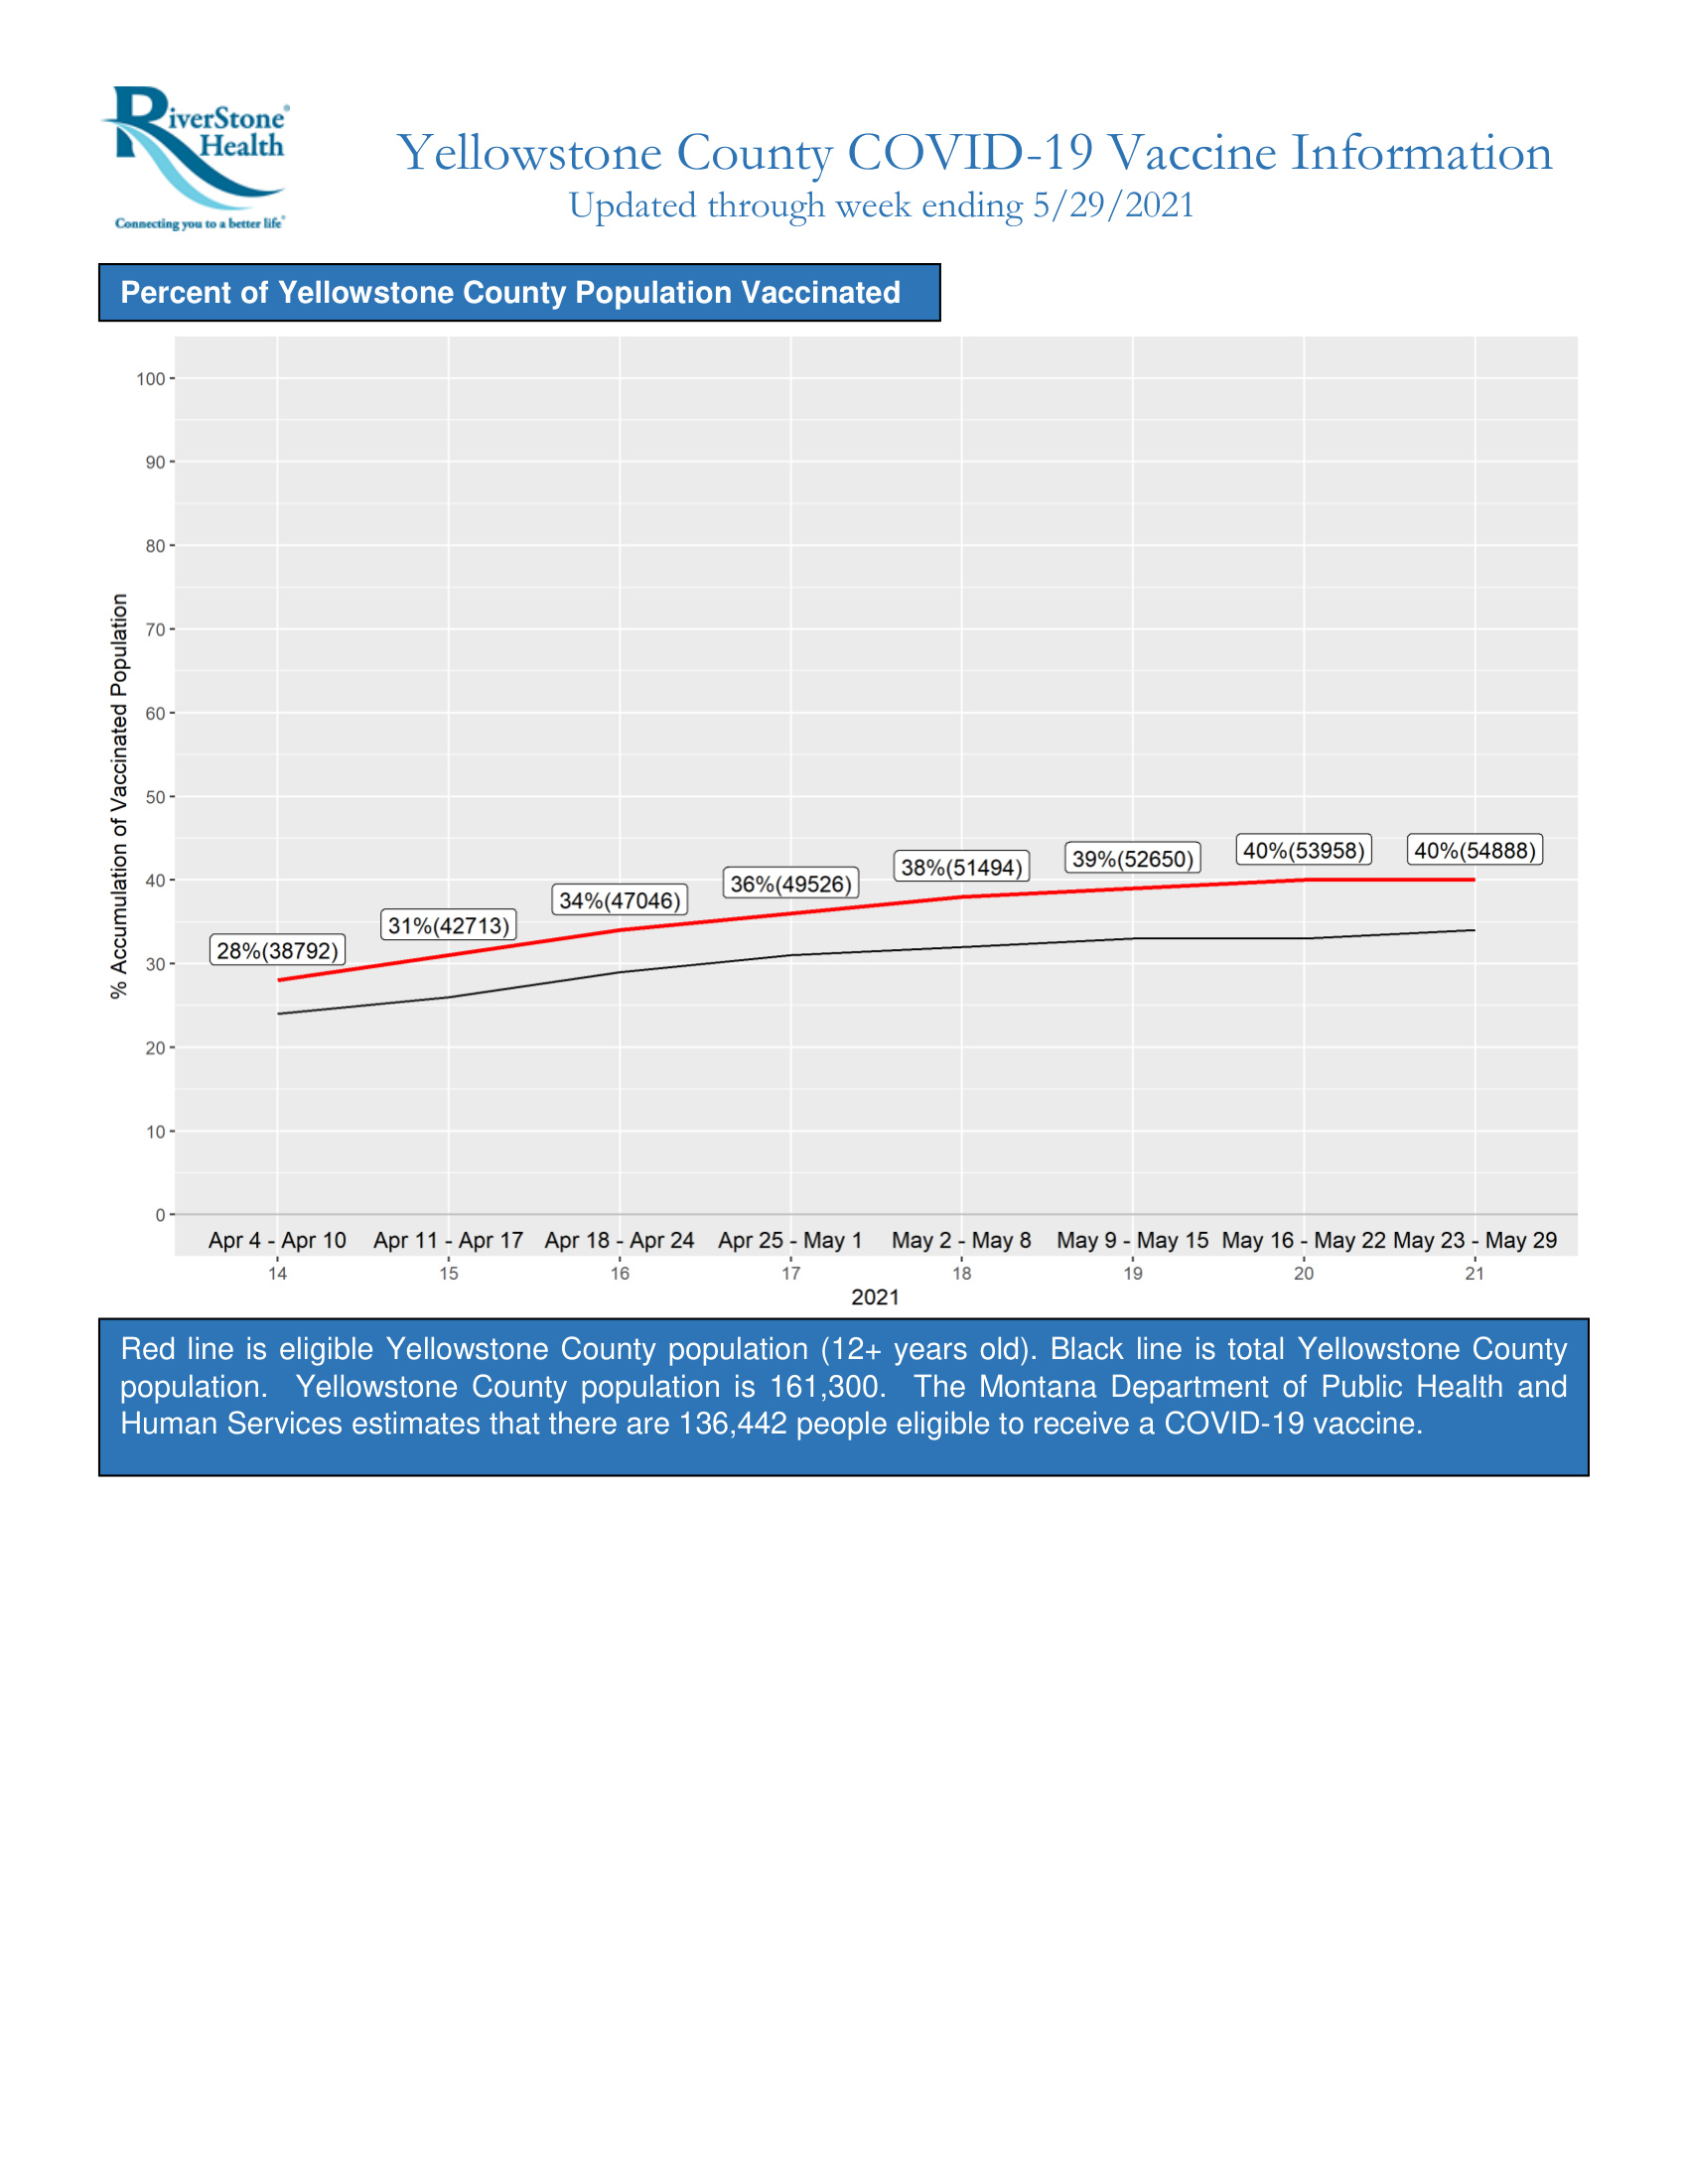 RiverStone®
Health
Connecting you to a better life®
Yellowstone County COVID-19 Vaccine Information
Updated through week ending 5/29/2021
Percent of Yellowstone County Population Vaccinated
% Accumulation of Vaccinated Population
100
90
80
70
60
50
40
30
20
10
0
28%(38792)
31%(42713)
34%(47046)
36%(49526)
38%(51494)
39%(52650)
40%(53958)
40%(54888)
Apr 4 - Apr 10 Apr 11 - Apr 17 Apr 18 - Apr 24 Apr 25 - May 1 May 2 - May 8 May 9 - May 15 May 16 - May 22 May 23 - May 29
14 15 16 17 18 19 20 21
2021
Red line is eligible Yellowstone County population (12+ years old). Black line is total Yellowstone County
population. Yellowstone County population is 161,300. The Montana Department of Public Health and
Human Services estimates that there are 136,442 people eligible to receive a COVID-19 vaccine.